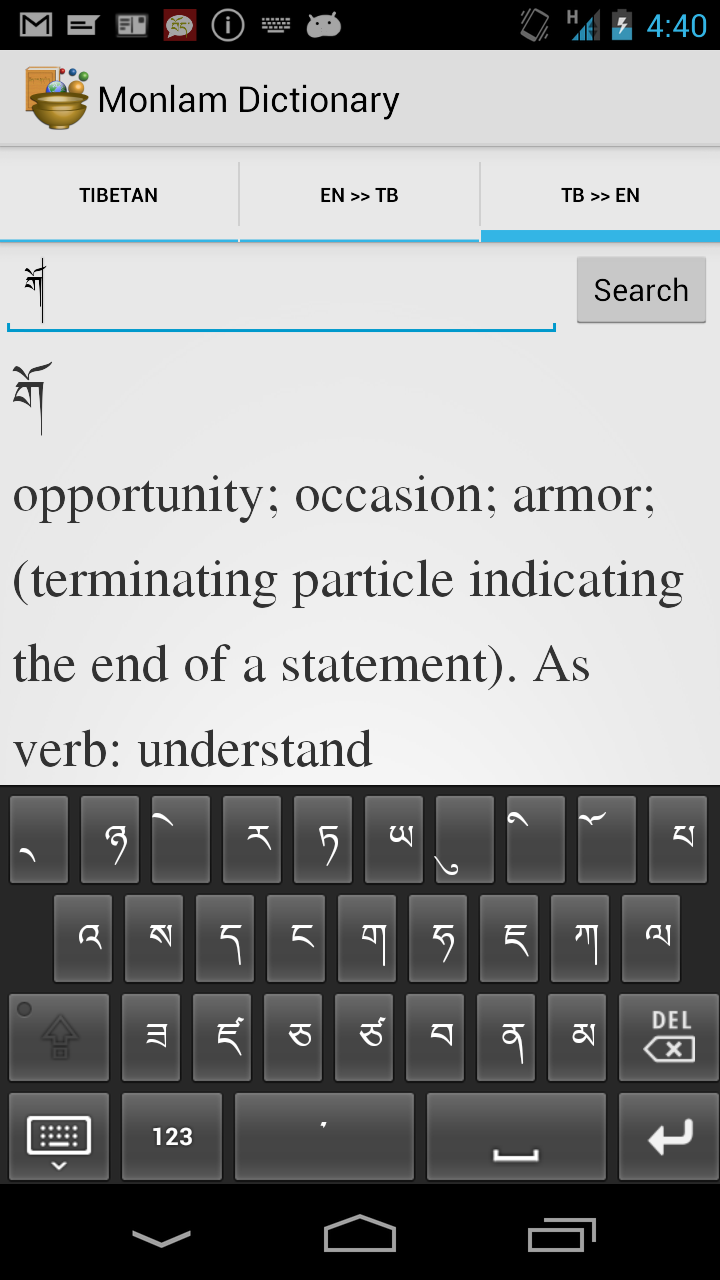 H 4:40
Monlam Dictionary
TIBETAN EN >> TB TB >> EN
གོ Search
གོ
opportunity; occasion; armor;
(terminating particle indicating
the end of a statement). As
verb: understand
ཉ ེ ར ཏ ཡ ུ ི ོ པ
འ ས ད ང ག ཧ ཇ ཀ ལ
ཟ ཛ ཅ ཙ བ ན མ DEL
123 ་